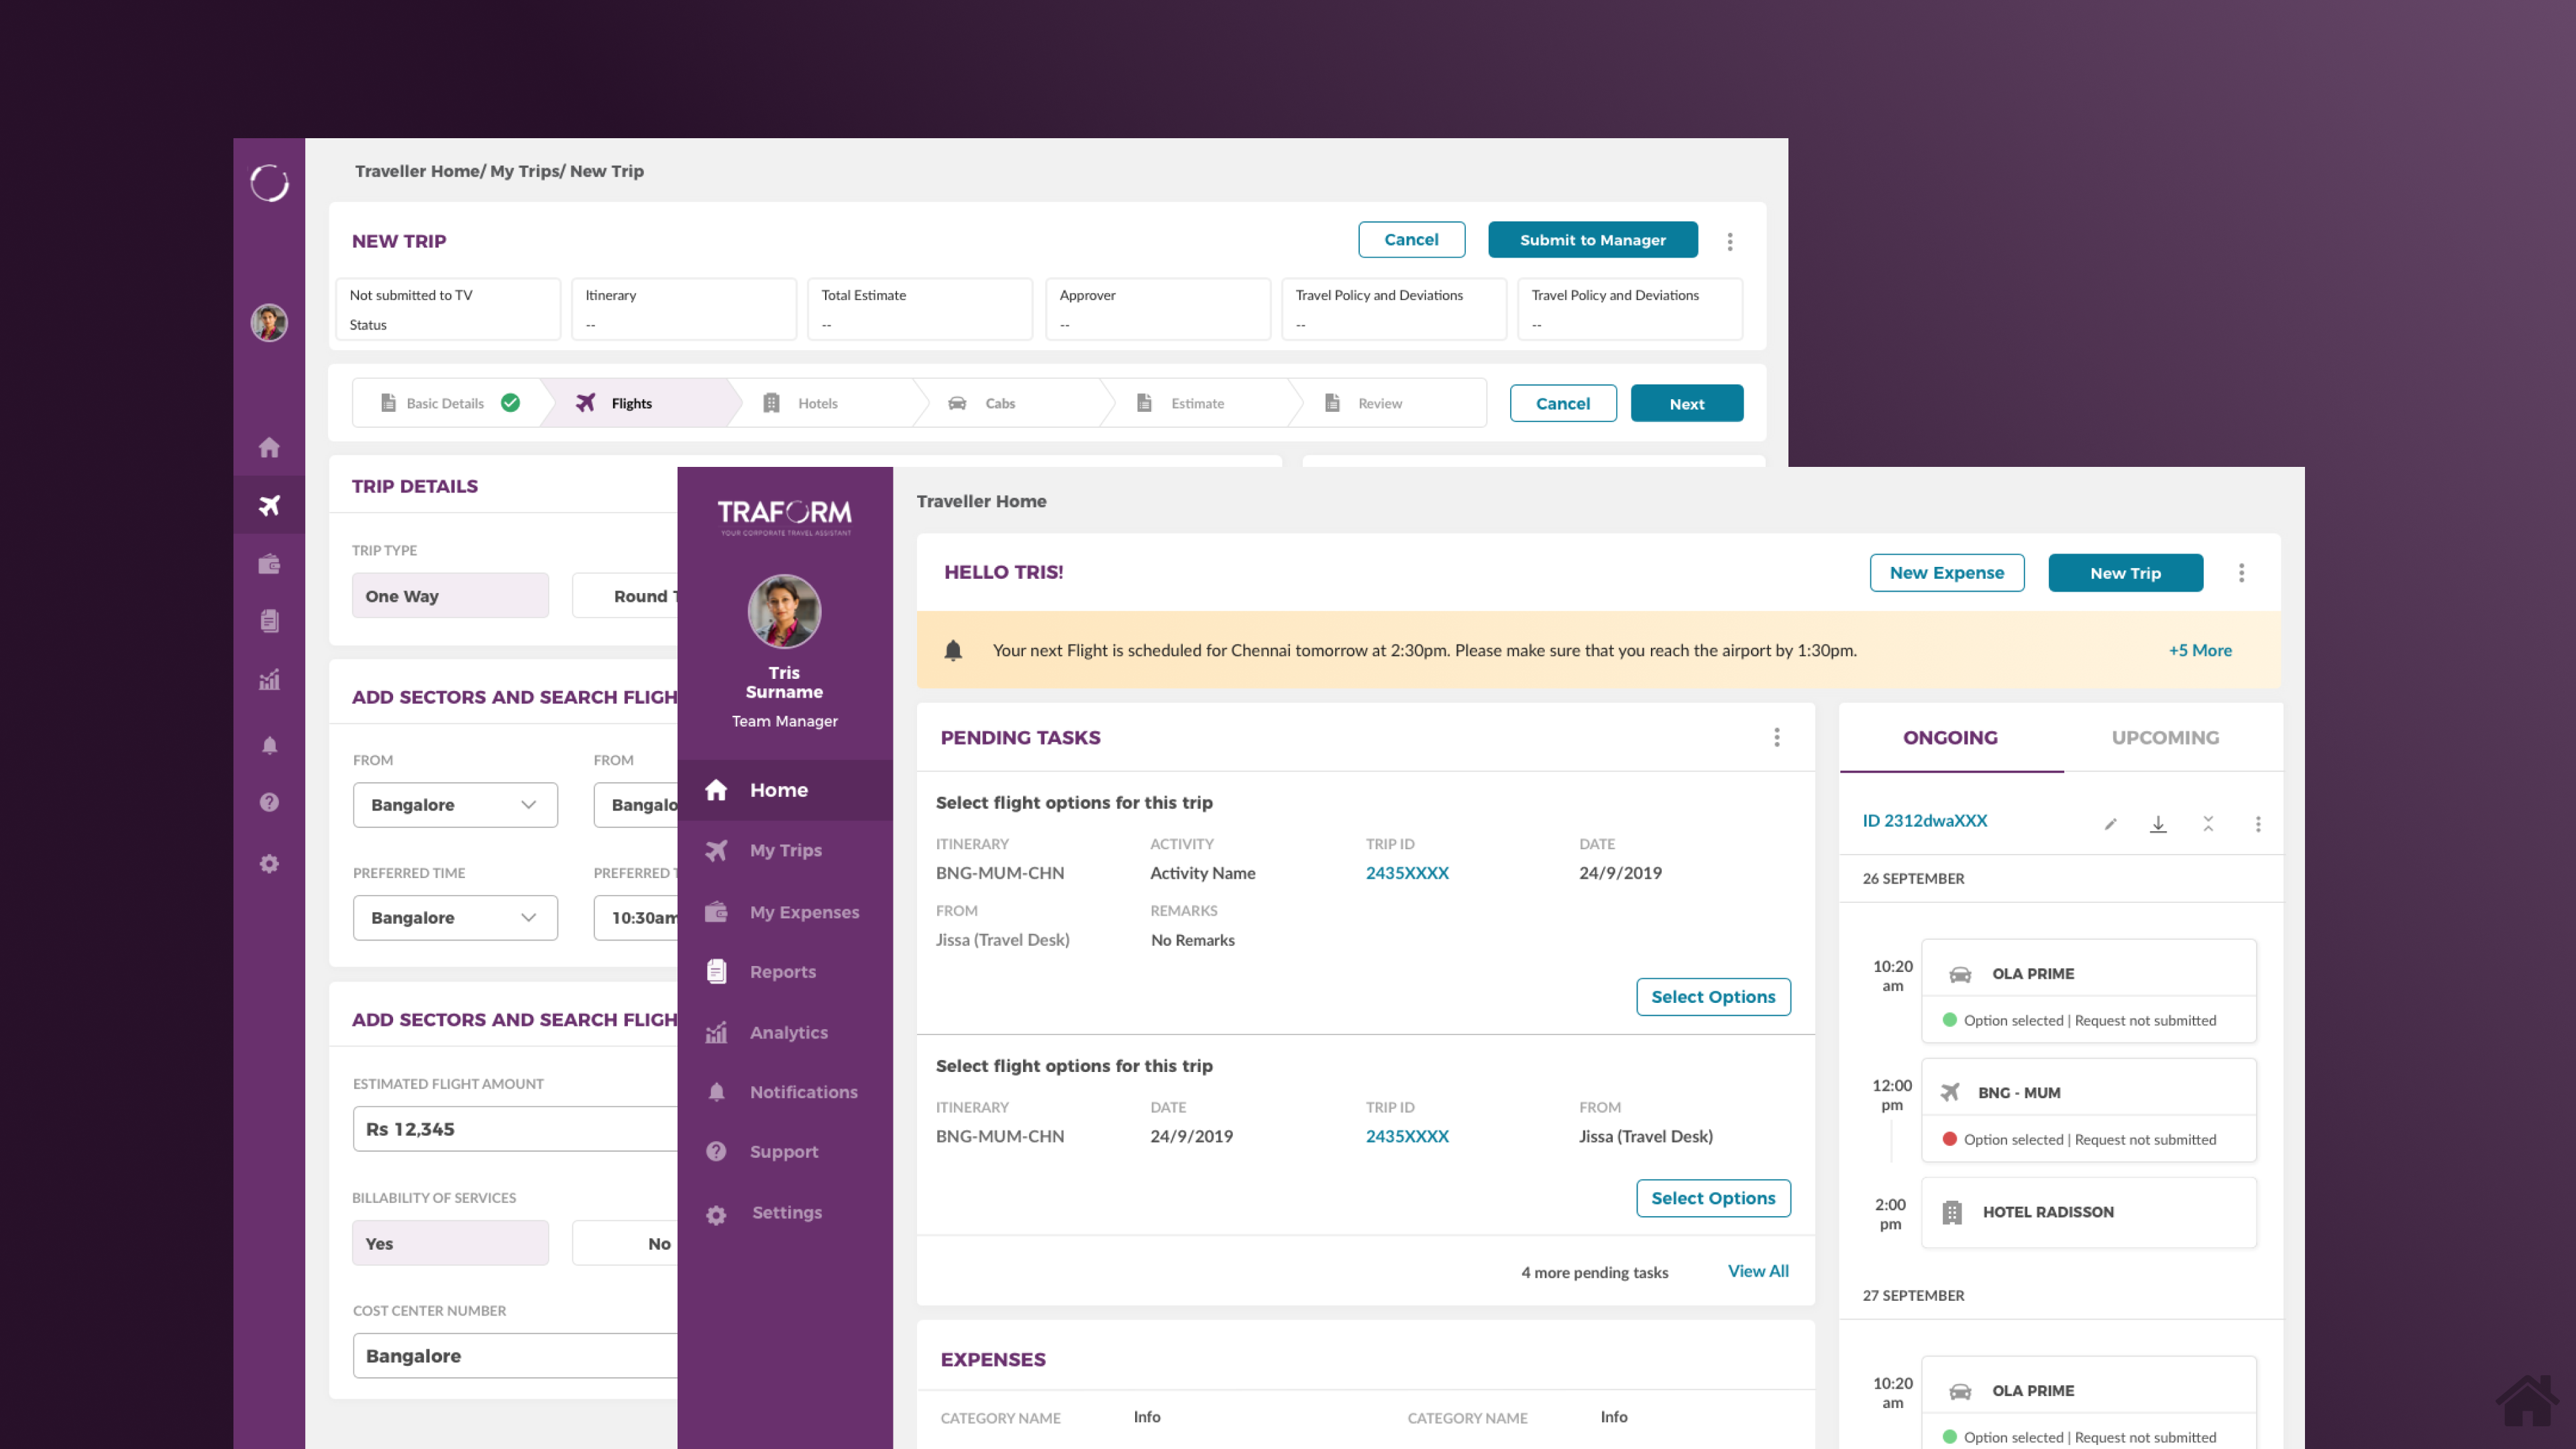 Traveller Home/ My Trips/ New Trip
NEW TRIP
Cancel
Submit to Manager
Not submitted to TV
Status
Itinerary
--
Total Estimate
--
Approver
--
Travel Policy and Deviations
--
Travel Policy and Deviations
--
Basic Details
Flights
Hotels
Cabs
Estimate
Review
Cancel
Next
TRIP DETAILS
TRIP TYPE
One Way
Round T
ADD SECTORS AND SEARCH FLIGH
FROM
Bangalore
FROM
Bangalo
PREFERRED TIME
Bangalore
PREFERRED T
10:30am
ADD SECTORS AND SEARCH FLIGH
ESTIMATED FLIGHT AMOUNT
Rs 12,345
BILLABILITY OF SERVICES
Yes
No
COST CENTER NUMBER
Bangalore
TRAFORM
YOUR CORPORATE TRAVEL ASSISTANT
Tris
Surname
Team Manager
Home
My Trips
My Expenses
Reports
Analytics
Notifications
Support
Settings
Traveller Home
HELLO TRIS!
New Expense
New Trip
Your next Flight is scheduled for Chennai tomorrow at 2:30pm. Please make sure that you reach the airport by 1:30pm.
+5 More
PENDING TASKS
Select flight options for this trip
ITINERARY
BNG-MUM-CHN
ACTIVITY
Activity Name
TRIP ID
2435XXXX
DATE
24/9/2019
FROM
Jissa (Travel Desk)
REMARKS
No Remarks
Select Options
Select flight options for this trip
ITINERARY
BNG-MUM-CHN
DATE
24/9/2019
TRIP ID
2435XXXX
FROM
Jissa (Travel Desk)
Select Options
4 more pending tasks
View All
EXPENSES
CATEGORY NAME
Info
CATEGORY NAME
Info
ONGOING
UPCOMING
ID 2312dwaXXX
26 SEPTEMBER
10:20
am
OLA PRIME
Option selected | Request not submitted
12:00
pm
BNG - MUM
Option selected | Request not submitted
2:00
pm
HOTEL RADISSON
27 SEPTEMBER
10:20
am
OLA PRIME
Option selected | Request not submitted